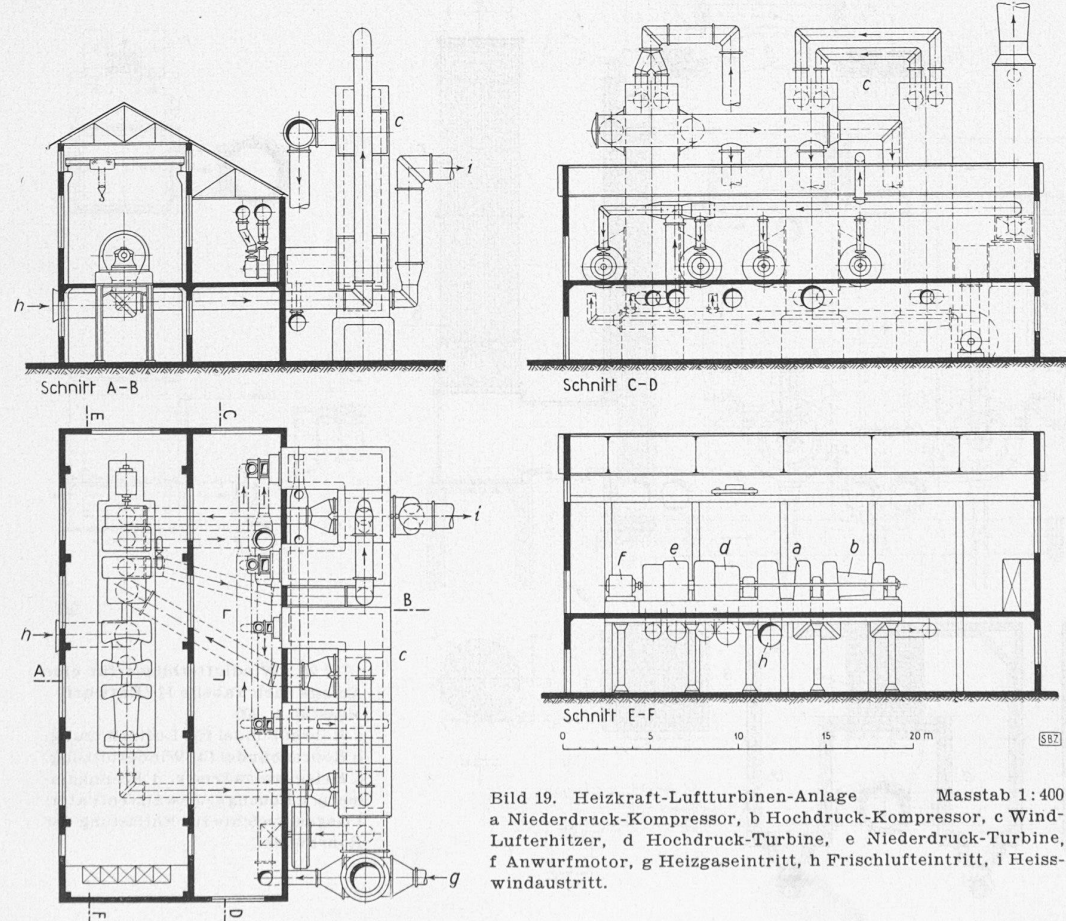 c
i
h
Schnitt A-B
c
Schnitt C-D
E
C
i
B
h
A
c
g
F
D
f
e
d
a
b
h
Schnitt E-F
0 5 10 15 20 m
SBZ
Bild 19. Heizkraft-Luftturbinen-Anlage Masstab 1:400
a Niederdruck-Kompressor, b Hochdruck-Kompressor, c Wind-
Lufterhitzer, d Hochdruck-Turbine, e Niederdruck-Turbine,
f Anwurfmotor, g Heizgaseintritt, h Frischlufteintritt, i Heiss-
windaustritt.